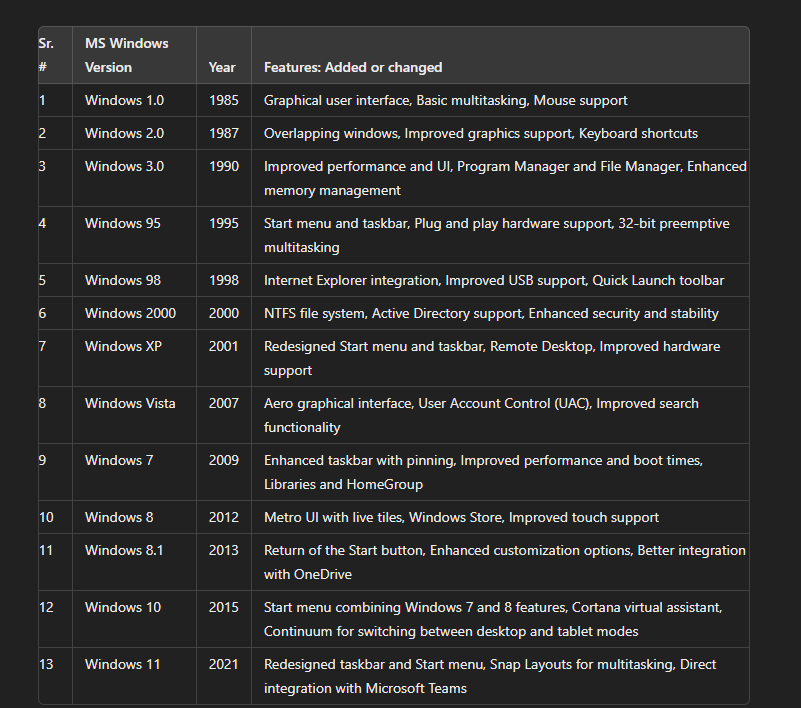 Sr. MS Windows
# Version Year Features: Added or changed
1 Windows 1.0 1985 Graphical user interface, Basic multitasking, Mouse support
2 Windows 2.0 1987 Overlapping windows, Improved graphics support, Keyboard shortcuts
3 Windows 3.0 1990 Improved performance and UI, Program Manager and File Manager, Enhanced
memory management
4 Windows 95 1995 Start menu and taskbar, Plug and play hardware support, 32-bit preemptive
multitasking
5 Windows 98 1998 Internet Explorer integration, Improved USB support, Quick Launch toolbar
6 Windows 2000 2000 NTFS file system, Active Directory support, Enhanced security and stability
7 Windows XP 2001 Redesigned Start menu and taskbar, Remote Desktop, Improved hardware
support
8 Windows Vista 2007 Aero graphical interface, User Account Control (UAC), Improved search
functionality
9 Windows 7 2009 Enhanced taskbar with pinning, Improved performance and boot times,
Libraries and HomeGroup
10 Windows 8 2012 Metro UI with live tiles, Windows Store, Improved touch support
11 Windows 8.1 2013 Return of the Start button, Enhanced customization options, Better integration
with OneDrive
12 Windows 10 2015 Start menu combining Windows 7 and 8 features, Cortana virtual assistant,
Continuum for switching between desktop and tablet modes
13 Windows 11 2021 Redesigned taskbar and Start menu, Snap Layouts for multitasking, Direct
integration with Microsoft Teams